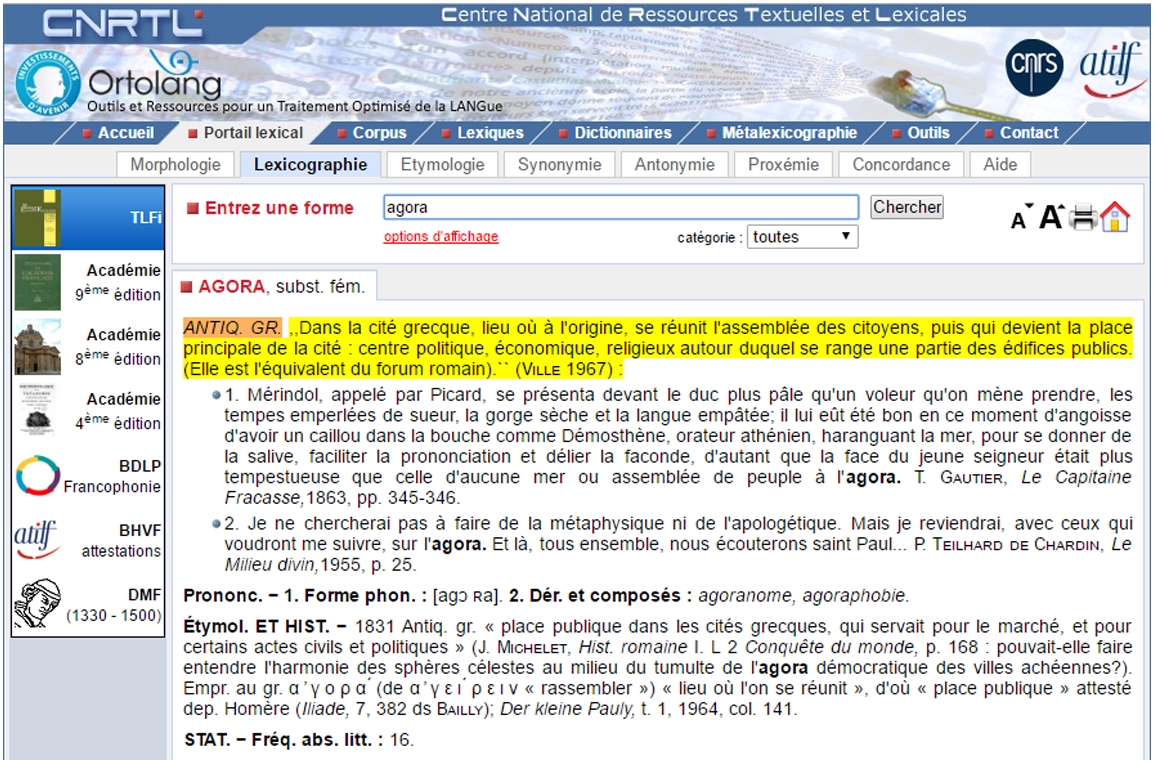 CNRTL
Centre National de Ressources Textuelles et Lexicales
INVESTISSEMENTS D'AVENIR
Ortolang
Outils et Ressources pour un Traitement Optimisé de la LANGue
cnrs
atilf
Accueil Portail lexical Corpus Lexiques Dictionnaires Métalexicographie Outils Contact
Morphologie Lexicographie Etymologie Synonymie Antonymie Proxémie Concordance Aide
TLFi
Académie
9ème édition
Académie
8ème édition
Académie
4ème édition
BDLP
Francophonie
atilf
BHVF
attestations
DMF
(1330 - 1500)
Entrez une forme agora Chercher
options d'affichage catégorie : toutes
A A
AGORA, subst. fém.
ANTIQ. GR. ,,Dans la cité grecque, lieu où à l'origine, se réunit l'assemblée des citoyens, puis qui devient la place
principale de la cité : centre politique, économique, religieux autour duquel se range une partie des édifices publics.
(Elle est l'équivalent du forum romain).`` (VILLE 1967) :
1. Mérindol, appelé par Picard, se présenta devant le duc plus pâle qu'un voleur qu'on mène prendre, les
tempes emperlées de sueur, la gorge sèche et la langue empâtée; il lui eût été bon en ce moment d'angoisse
d'avoir un caillou dans la bouche comme Démosthène, orateur athénien, haranguant la mer, pour se donner de
la salive, faciliter la prononciation et délier la faconde, d'autant que la face du jeune seigneur était plus
tempestueuse que celle d'aucune mer ou assemblée de peuple à l'agora. T. GAUTIER, Le Capitaine
Fracasse,1863, pp. 345-346.
2. Je ne chercherai pas à faire de la métaphysique ni de l'apologétique. Mais je reviendrai, avec ceux qui
voudront me suivre, sur l'agora. Et là, tous ensemble, nous écouterons saint Paul... P. TEILHARD DE CHARDIN, Le
Milieu divin,1955, p. 25.
Prononc. − 1. Forme phon. : [agɔ ʀa]. 2. Dér. et composés : agoranome, agoraphobie.
Étymol. ET HIST. − 1831 Antiq. gr. « place publique dans les cités grecques, qui servait pour le marché, et pour
certains actes civils et politiques » (J. MICHELET, Hist. romaine I. L 2 Conquête du monde, p. 168 : pouvait-elle faire
entendre l'harmonie des sphères célestes au milieu du tumulte de l'agora démocratique des villes achéennes?).
Empr. au gr. α ̓ γ ο ρ α ́ (de α ̓ γ ε ι ́ ρ ε ι ν « rassembler ») « lieu où l'on se réunit », d'où « place publique » attesté
dep. Homère (Iliade, 7, 382 ds BAILLY); Der kleine Pauly, t. 1, 1964, col. 141.
STAT. − Fréq. abs. litt. : 16.